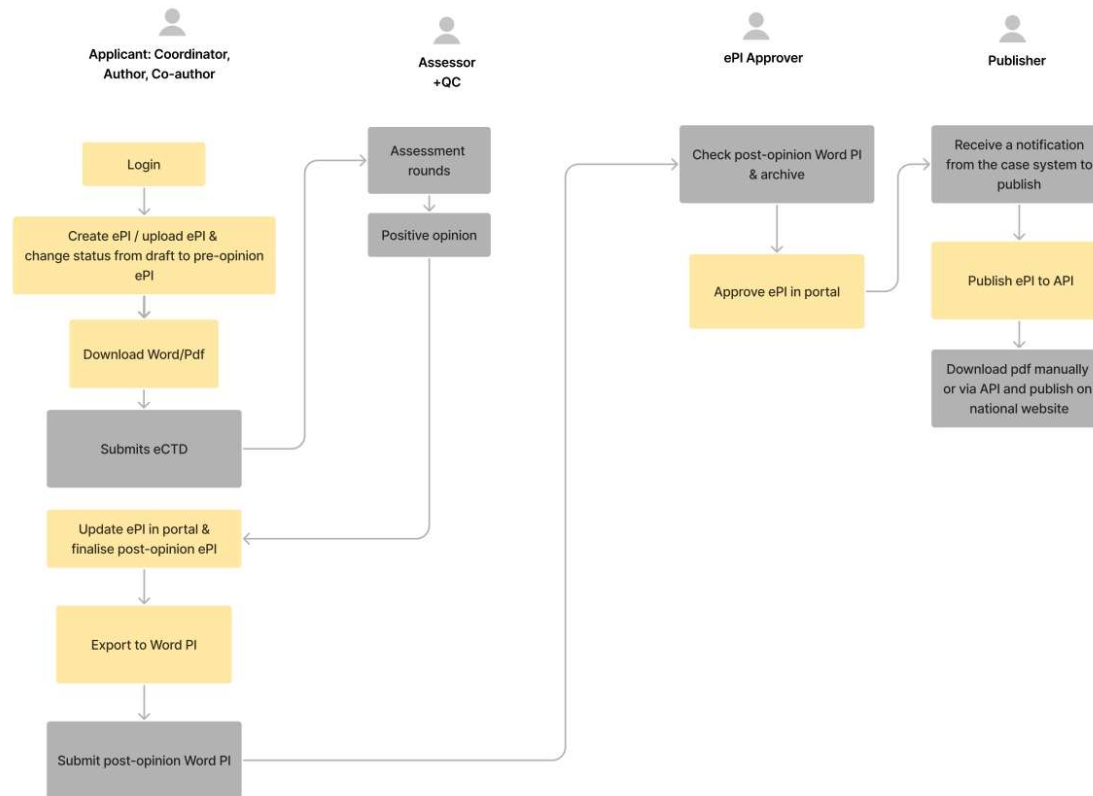 Applicant: Coordinator,
Author, Co-author
Login
Create ePI / upload ePI &
change status from draft to pre-opinion
ePI
Download Word/Pdf
Submits eCTD
Update ePI in portal &
finalise post-opinion ePI
Export to Word PI
Submit post-opinion Word PI
Assessor
+QC
Assessment
rounds
Positive opinion
ePI Approver
Check post-opinion Word PI
& archive
Approve ePI in portal
Publisher
Receive a notification
from the case system to
publish
Publish ePI to API
Download pdf manually
or via API and publish on
national website